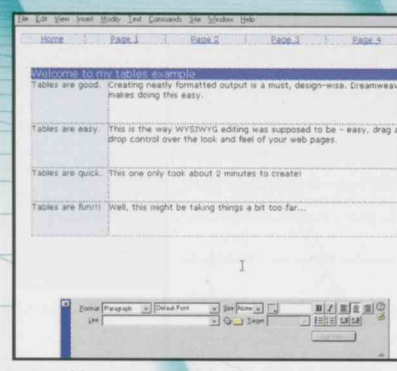 File Edit View Insert Modify Text Commands Site Window Help
Home Page 1 Page 2 Page 3 Page 4
Welcome to my tables example
Tables are good. Creating neatly formatted output is a must, design-wise. Dreamweav
makes doing this easy.
Tables are easy. This is the way WYSIWYG editing was supposed to be - easy, drag a
drop control over the look and feel of your web pages.
Tables are quick. This one only took about 2 minutes to create!
Tables are fun!!! Well, this might be taking things a bit too far...
Format Paragraph Default Font Size None B I
Link Target